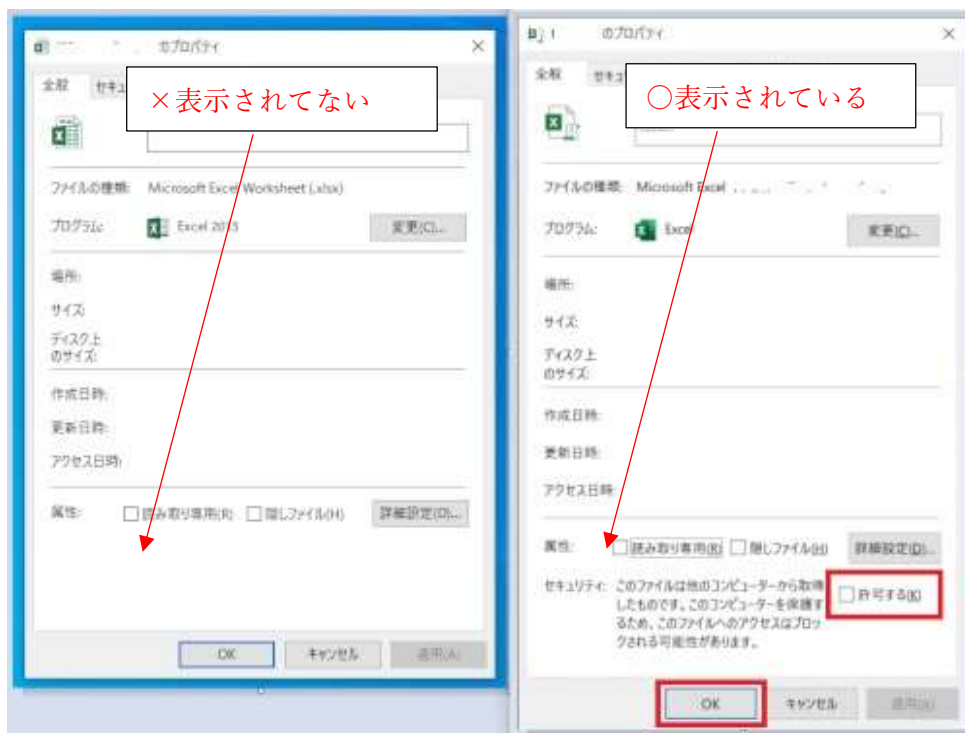 のプロパティ
全般
×表示されてない
ファイルの種類: Microsoft Excel Worksheet (.xlsx)
プログラム: Excel 2013 変更(C)...
場所:
サイズ:
ディスク上
のサイズ:
作成日時:
更新日時:
アクセス日時:
属性: 読み取り専用(R) 隠しファイル(H) 詳細設定(D)...
OK キャンセル 適用(A)
のプロパティ
全般
〇表示されている
ファイルの種類: Microsoft Excel
プログラム: Excel 変更(C)...
場所:
サイズ:
ディスク上
のサイズ:
作成日時:
更新日時:
アクセス日時:
属性: 読み取り専用(R) 隠しファイル(H) 詳細設定(D)...
セキュリティ: このファイルは他のコンピューターから取得 許可する(K)
したものです。このコンピューターを保護す
るため、このファイルへのアクセスはブロッ
クされる可能性があります。
OK キャンセル 適用(A)